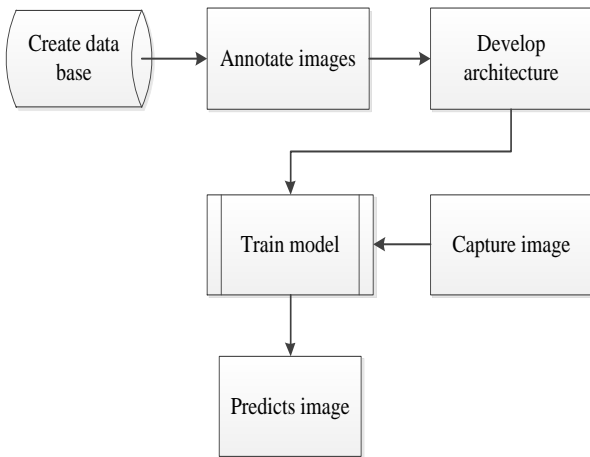 Create data
base
Annotate images
Develop
architecture
Train model
Capture image
Predicts image